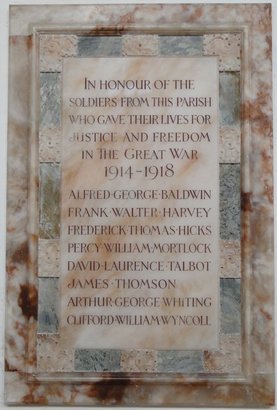 IN HONOUR OF THE
SOLDIERS FROM THIS PARISH
WHO GAVE THEIR LIVES FOR
JUSTICE AND FREEDOM
IN THE GREAT WAR
1914-1918
ALFRED·GEORGE·BALDWIN
FRANK·WALTER·HARVEY
FREDERICK·THOMAS·HICKS
PERCY·WILLIAM·MORTLOCK
DAVID·LAURENCE·TALBOT
JAMES·THOMSON
ARTHUR·GEORGE·WHITING
CLIFFORD·WILLIAM·WYNCOLL